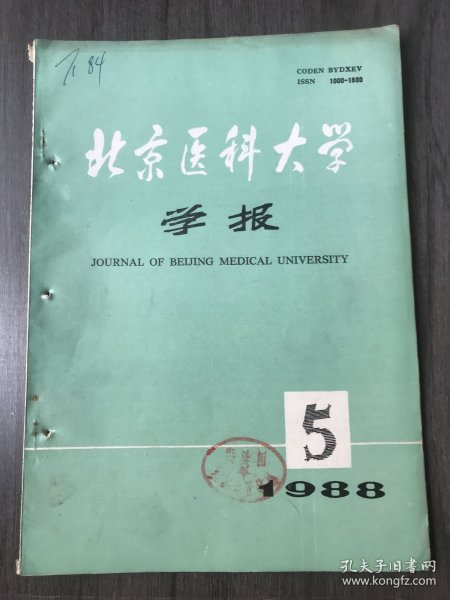 84
CODEN BYDXEV
ISSN 1000-1530
北京医科大学
学报
JOURNAL OF BEIJING MEDICAL UNIVERSITY
5
1988
孔夫子旧书网
www.kongfz.com